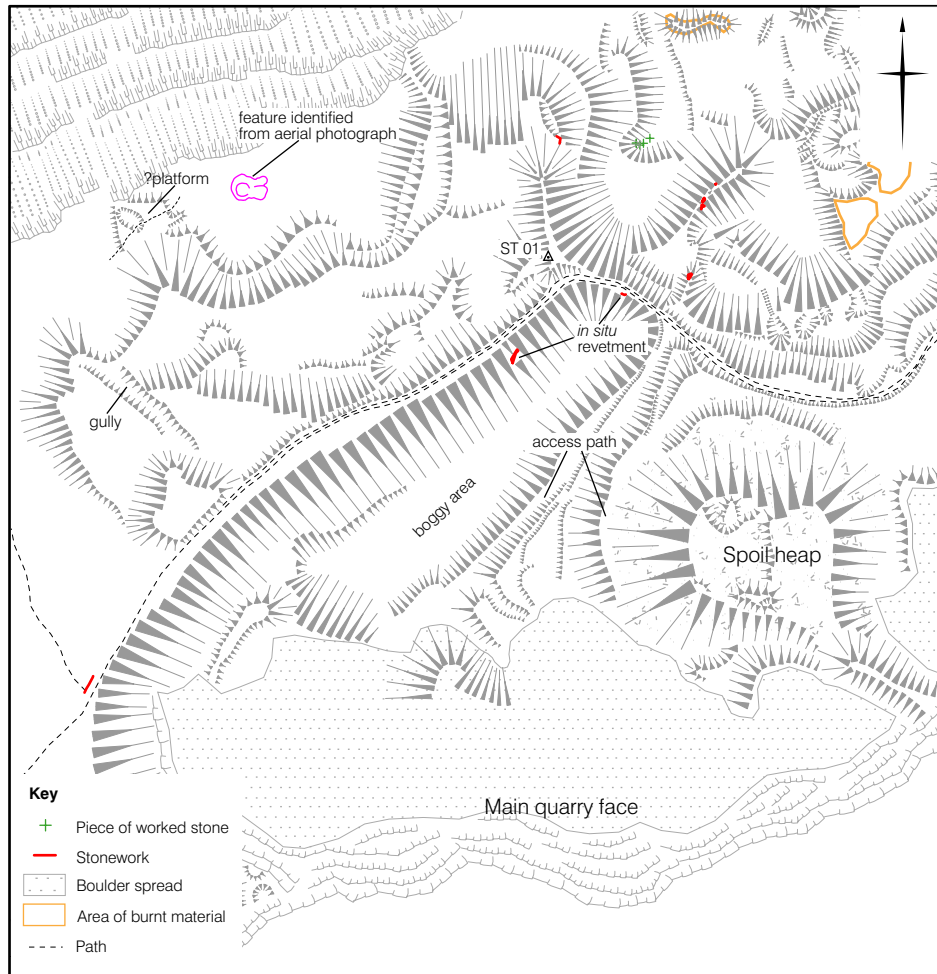 feature identified
from aerial photograph
?platform
ST 01
in situ
revetment
gully
access path
boggy area
Spoil heap
Main quarry face
Key
Piece of worked stone
Stonework
Boulder spread
Area of burnt material
Path